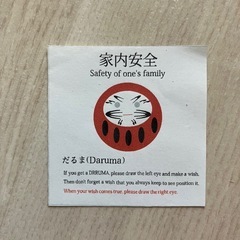 家内安全
Safety of one's family
だるま(Daruma)
If you get a DRRUMA, please draw the left eye and make a wish.
Then don't forget a wish that you always keep to see position it.
When your wish comes true, please draw the right eye.